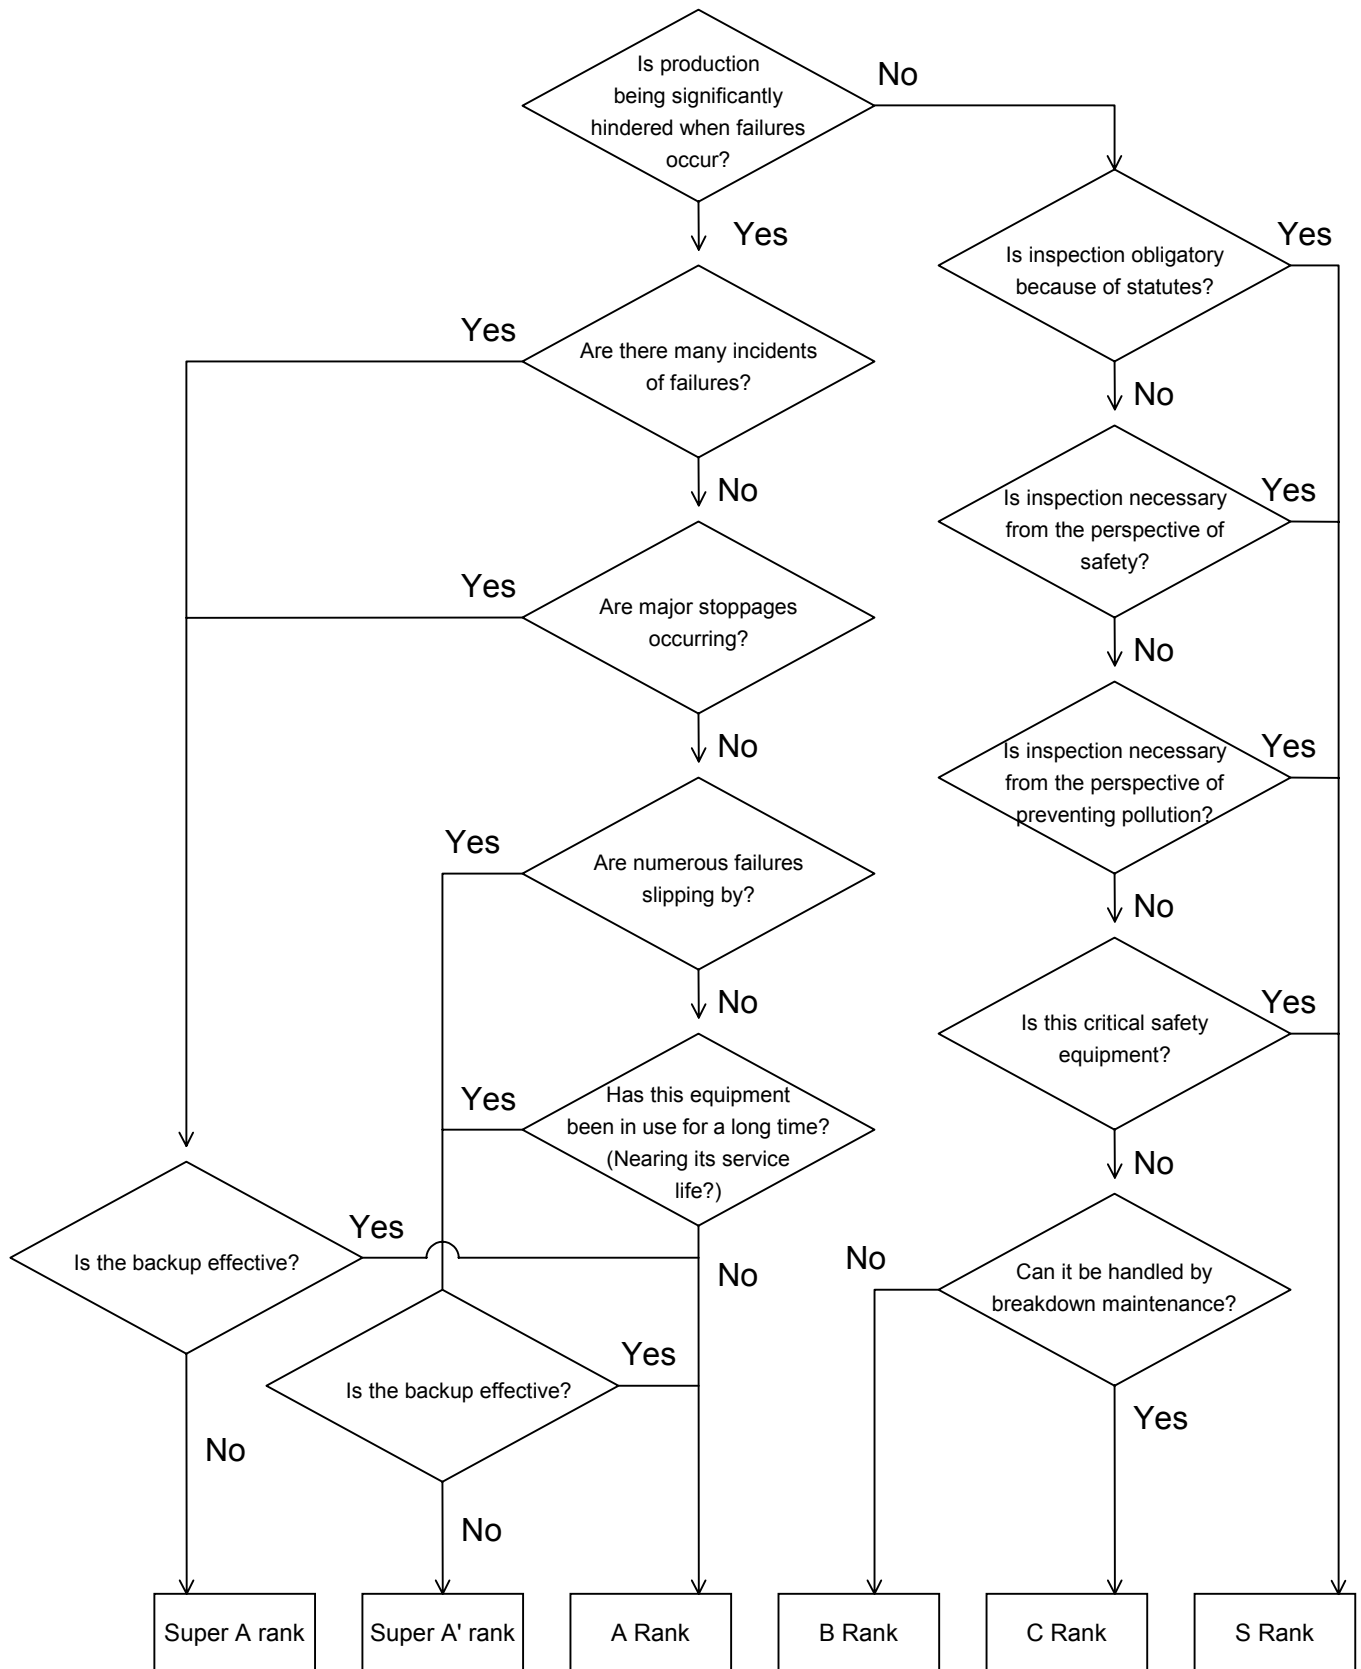 Is production
being significantly
hindered when failures
occur?
No
Yes
Is inspection obligatory
because of statutes?
Yes
No
Yes
Are there many incidents
of failures?
No
Is inspection necessary
from the perspective of
safety?
Yes
No
Yes
Are major stoppages
occurring?
No
Is inspection necessary
from the perspective of
preventing pollution?
Yes
No
Yes
Are numerous failures
slipping by?
No
Is this critical safety
equipment?
Yes
No
Yes
Has this equipment
been in use for a long time?
(Nearing its service
life?)
No
Is the backup effective?
Yes
No
Can it be handled by
breakdown maintenance?
No
Yes
Is the backup effective?
Yes
No
Super A rank
Super A' rank
A Rank
B Rank
C Rank
S Rank